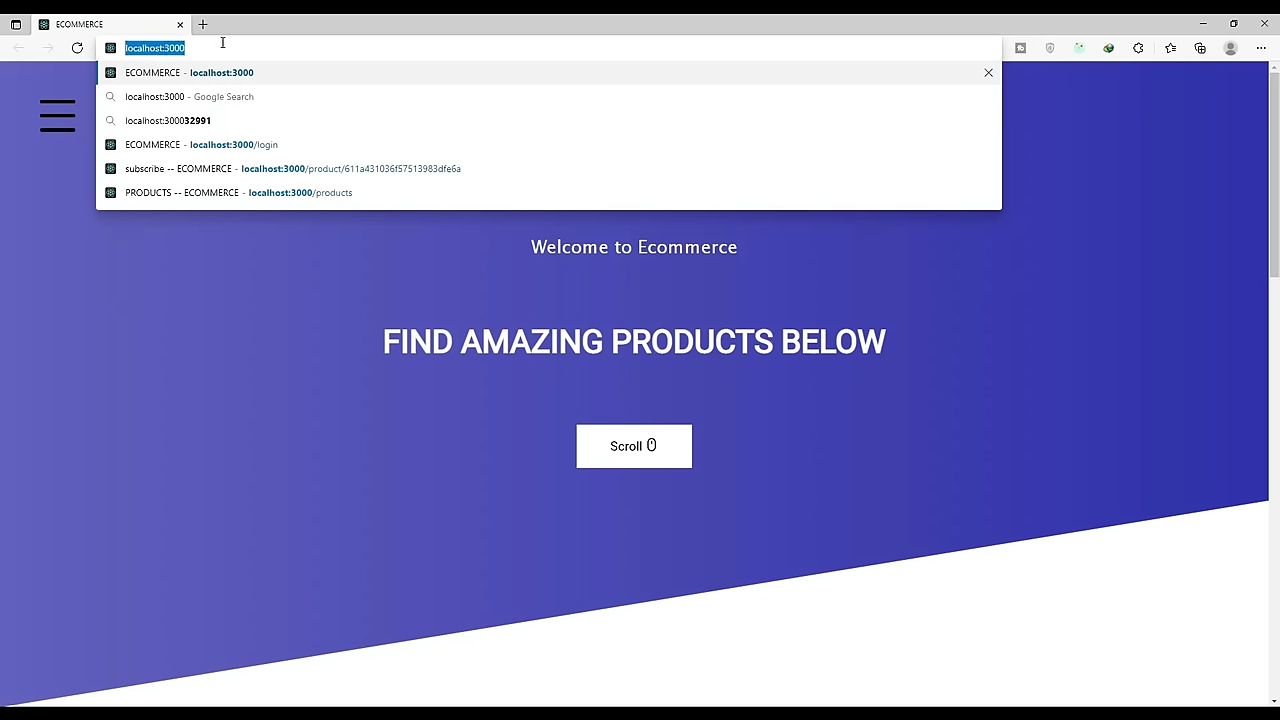 ECOMMERCE
localhost:3000
ECOMMERCE - localhost:3000
localhost:3000 - Google Search
localhost:300032991
ECOMMERCE - localhost:3000/login
subscribe -- ECOMMERCE - localhost:3000/product/611a431036f57513983dfe6a
PRODUCTS -- ECOMMERCE - localhost:3000/products
Welcome to Ecommerce
FIND AMAZING PRODUCTS BELOW
Scroll